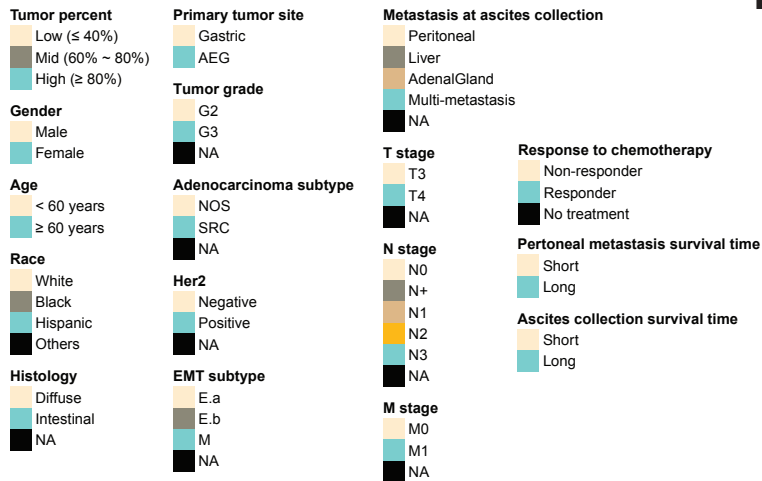 Tumor percent
Low (≤ 40%)
Mid (60% ~ 80%)
High (≥ 80%)
Gender
Male
Female
Age
< 60 years
≥ 60 years
Race
White
Black
Hispanic
Others
Histology
Diffuse
Intestinal
NA
Primary tumor site
Gastric
AEG
Tumor grade
G2
G3
NA
Adenocarcinoma subtype
NOS
SRC
NA
Her2
Negative
Positive
NA
EMT subtype
E.a
E.b
M
NA
Metastasis at ascites collection
Peritoneal
Liver
AdenalGland
Multi-metastasis
NA
T stage
T3
T4
NA
N stage
N0
N+
N1
N2
N3
NA
M stage
M0
M1
NA
Response to chemotherapy
Non-responder
Responder
No treatment
Pertoneal metastasis survival time
Short
Long
Ascites collection survival time
Short
Long